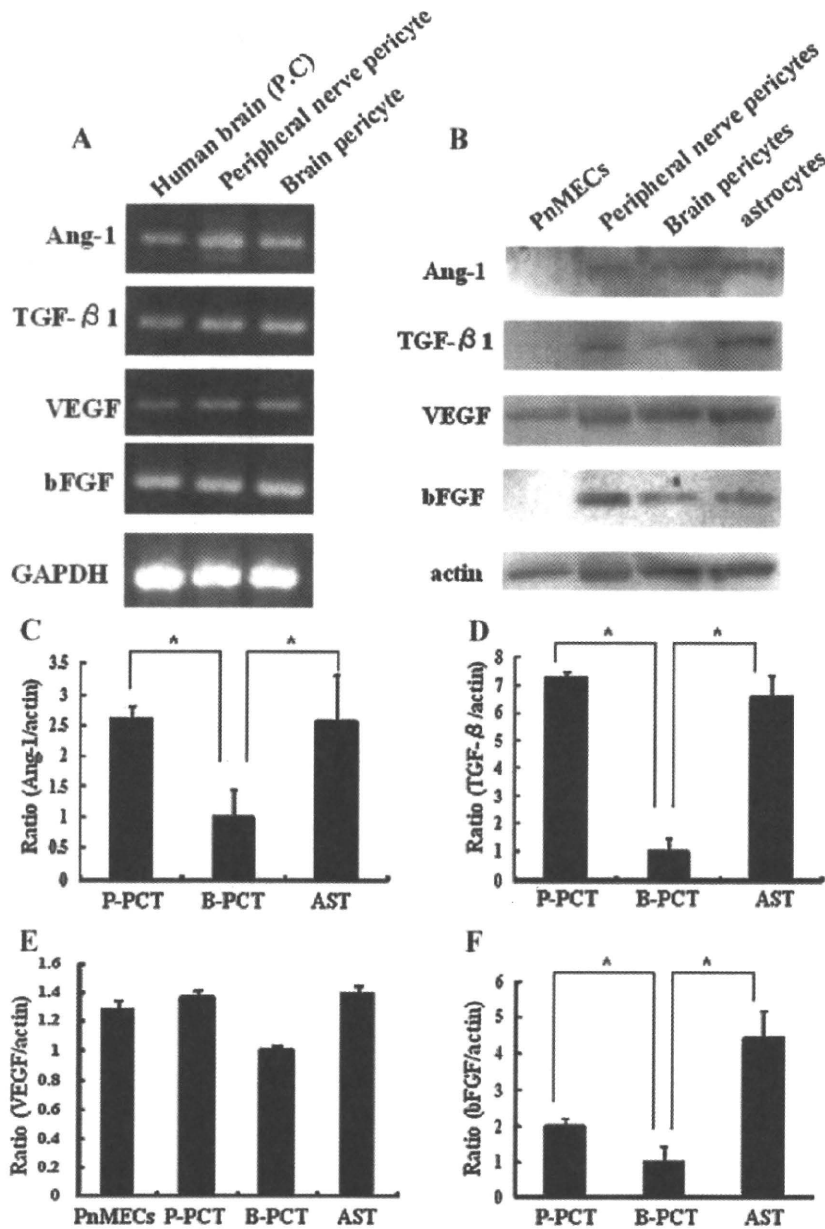 A
Human brain (P.C)
Peripheral nerve pericyte
Brain pericyte
Ang-1
TGF-β1
VEGF
bFGF
GAPDH
B
PnMECs
Peripheral nerve pericytes
Brain pericytes
astrocytes
Ang-1
TGF-β1
VEGF
bFGF
actin
C
* *
Ratio (Ang-1/actin)
3.5
3
2.5
2
1.5
1
0.5
0
P-PCT B-PCT AST
D
* *
Ratio (TGF-β/actin)
8
7
6
5
4
3
2
1
0
P-PCT B-PCT AST
E
Ratio (VEGF/actin)
1.6
1.4
1.2
1
0.8
0.6
0.4
0.2
0
PnMECs P-PCT B-PCT AST
F
* *
Ratio (bFGF/actin)
6
5
4
3
2
1
0
P-PCT B-PCT AST